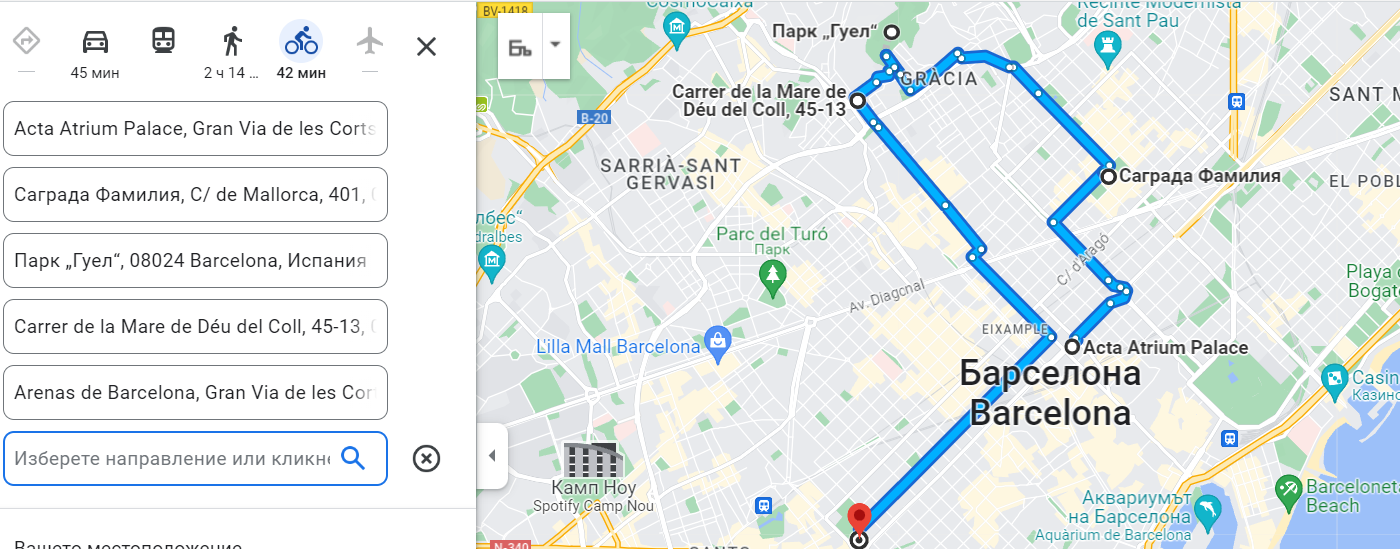 45 мин
2 ч 14 ...
42 мин
Acta Atrium Palace, Gran Via de les Corts
Саграда Фамилия, C/ de Mallorca, 401,
Парк „Гуел“, 08024 Barcelona, Испания
Carrer de la Mare de Déu del Coll, 45-13,
Arenas de Barcelona, Gran Via de les Cor
Изберете направление или кликне
Вашето местоположение
BV-1418
CosmoCaixa
Recinte Modernista
de Sant Pau
Парк „Гуел“
GRÀCIA
Carrer de la Mare de
Déu del Coll, 45-13
B-20
SANT M
SARRIÀ-SANT
GERVASI
Саграда Фамилия
EL POBL
лбес“
dralbes
Parc del Turó
Парк
C/ d'Aragó
Av. Diagonal
Playa d
Bogate
EIXAMPLE
L'illa Mall Barcelona
Acta Atrium Palace
Барселона
Barcelona
Casin
Казино
Камп Ноу
Spotify Camp Nou
Аквариумът
на Барселона
Aquàrium de Barcelona
Barcelonet
Beach
N-340
SANTS